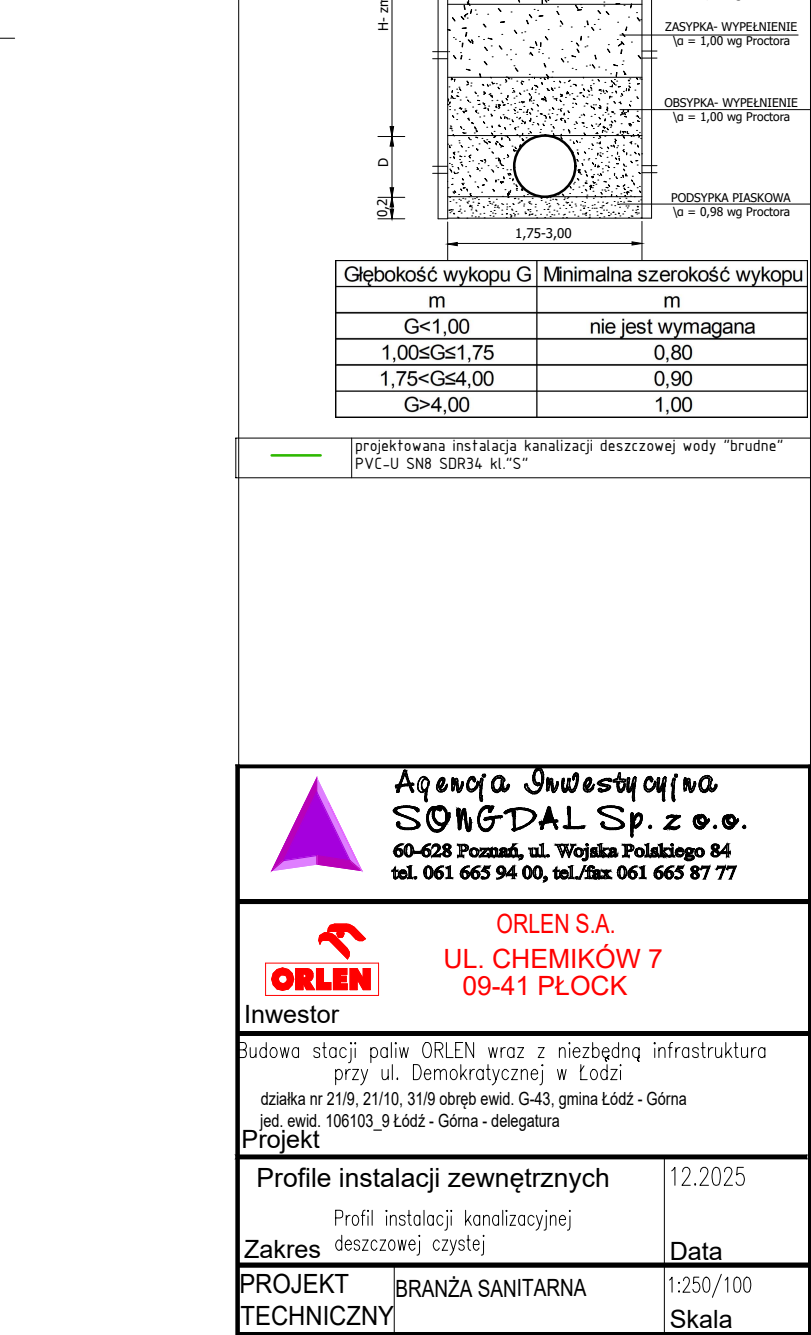 H- zm
ZASYPKA- WYPEŁNIENIE
\a = 1,00 wg Proctora
OBSYPKA- WYPEŁNIENIE
\a = 1,00 wg Proctora
D
PODSYPKA PIASKOWA
\a = 0,98 wg Proctora
0,2
1,75-3,00
Głębokość wykopu G Minimalna szerokość wykopu
m m
G<1,00 nie jest wymagana
1,00≤G≤1,75 0,80
1,75<G≤4,00 0,90
G>4,00 1,00
projektowana instalacja kanalizacji deszczowej wody "brudne"
PVC-U SN8 SDR34 kl."S"
Agencja Inwestycyjna
SONGDAL Sp. z o.o.
60-628 Poznań, ul. Wojska Polskiego 84
tel. 061 665 94 00, tel./fax 061 665 87 77
ORLEN
ORLEN S.A.
UL. CHEMIKÓW 7
09-41 PŁOCK
Inwestor
Budowa stacji paliw ORLEN wraz z niezbędną infrastruktura
przy ul. Demokratycznej w Łodzi
działka nr 21/9, 21/10, 31/9 obręb ewid. G-43, gmina Łódź - Górna
jed. ewid. 106103_9 Łódź - Górna - delegatura
Projekt
Profile instalacji zewnętrznych 12.2025
Profil instalacji kanalizacyjnej
deszczowej czystej
Zakres Data
PROJEKT TECHNICZNY BRANŻA SANITARNA 1:250/100
Skala